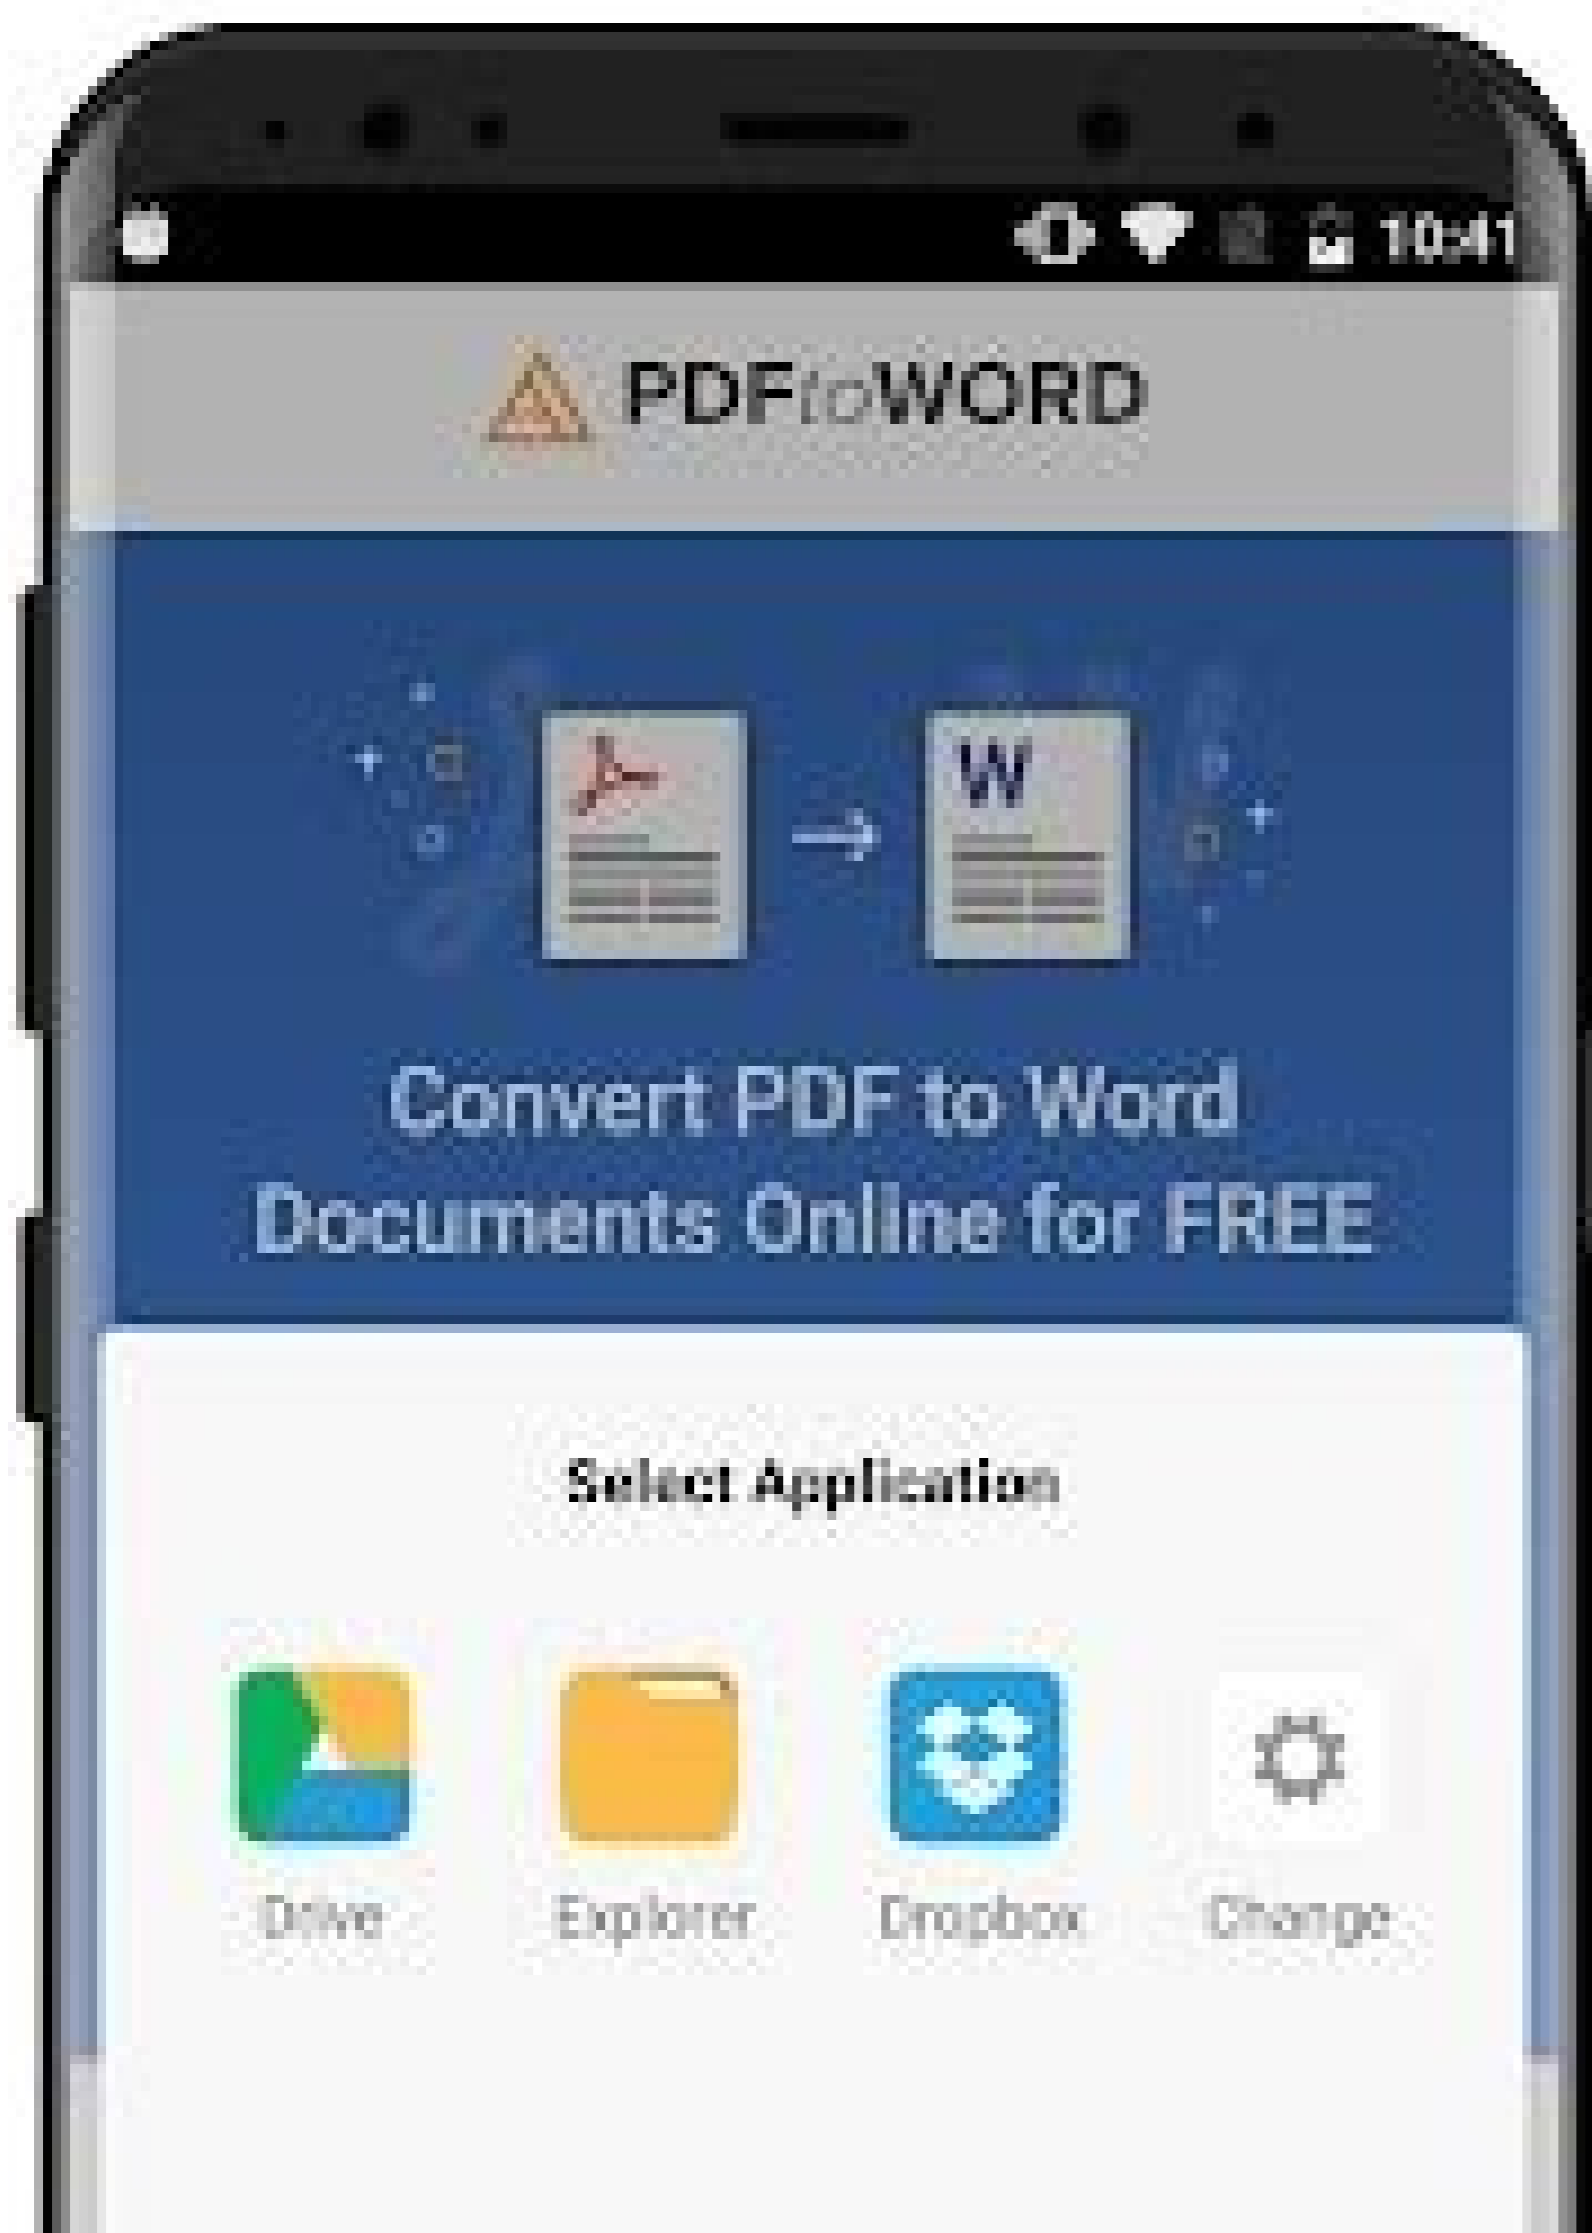 10:41
PDFtoWORD
W
Convert PDF to Word
Documents Online for FREE
Select Application
Drive Explorer Dropbox Change